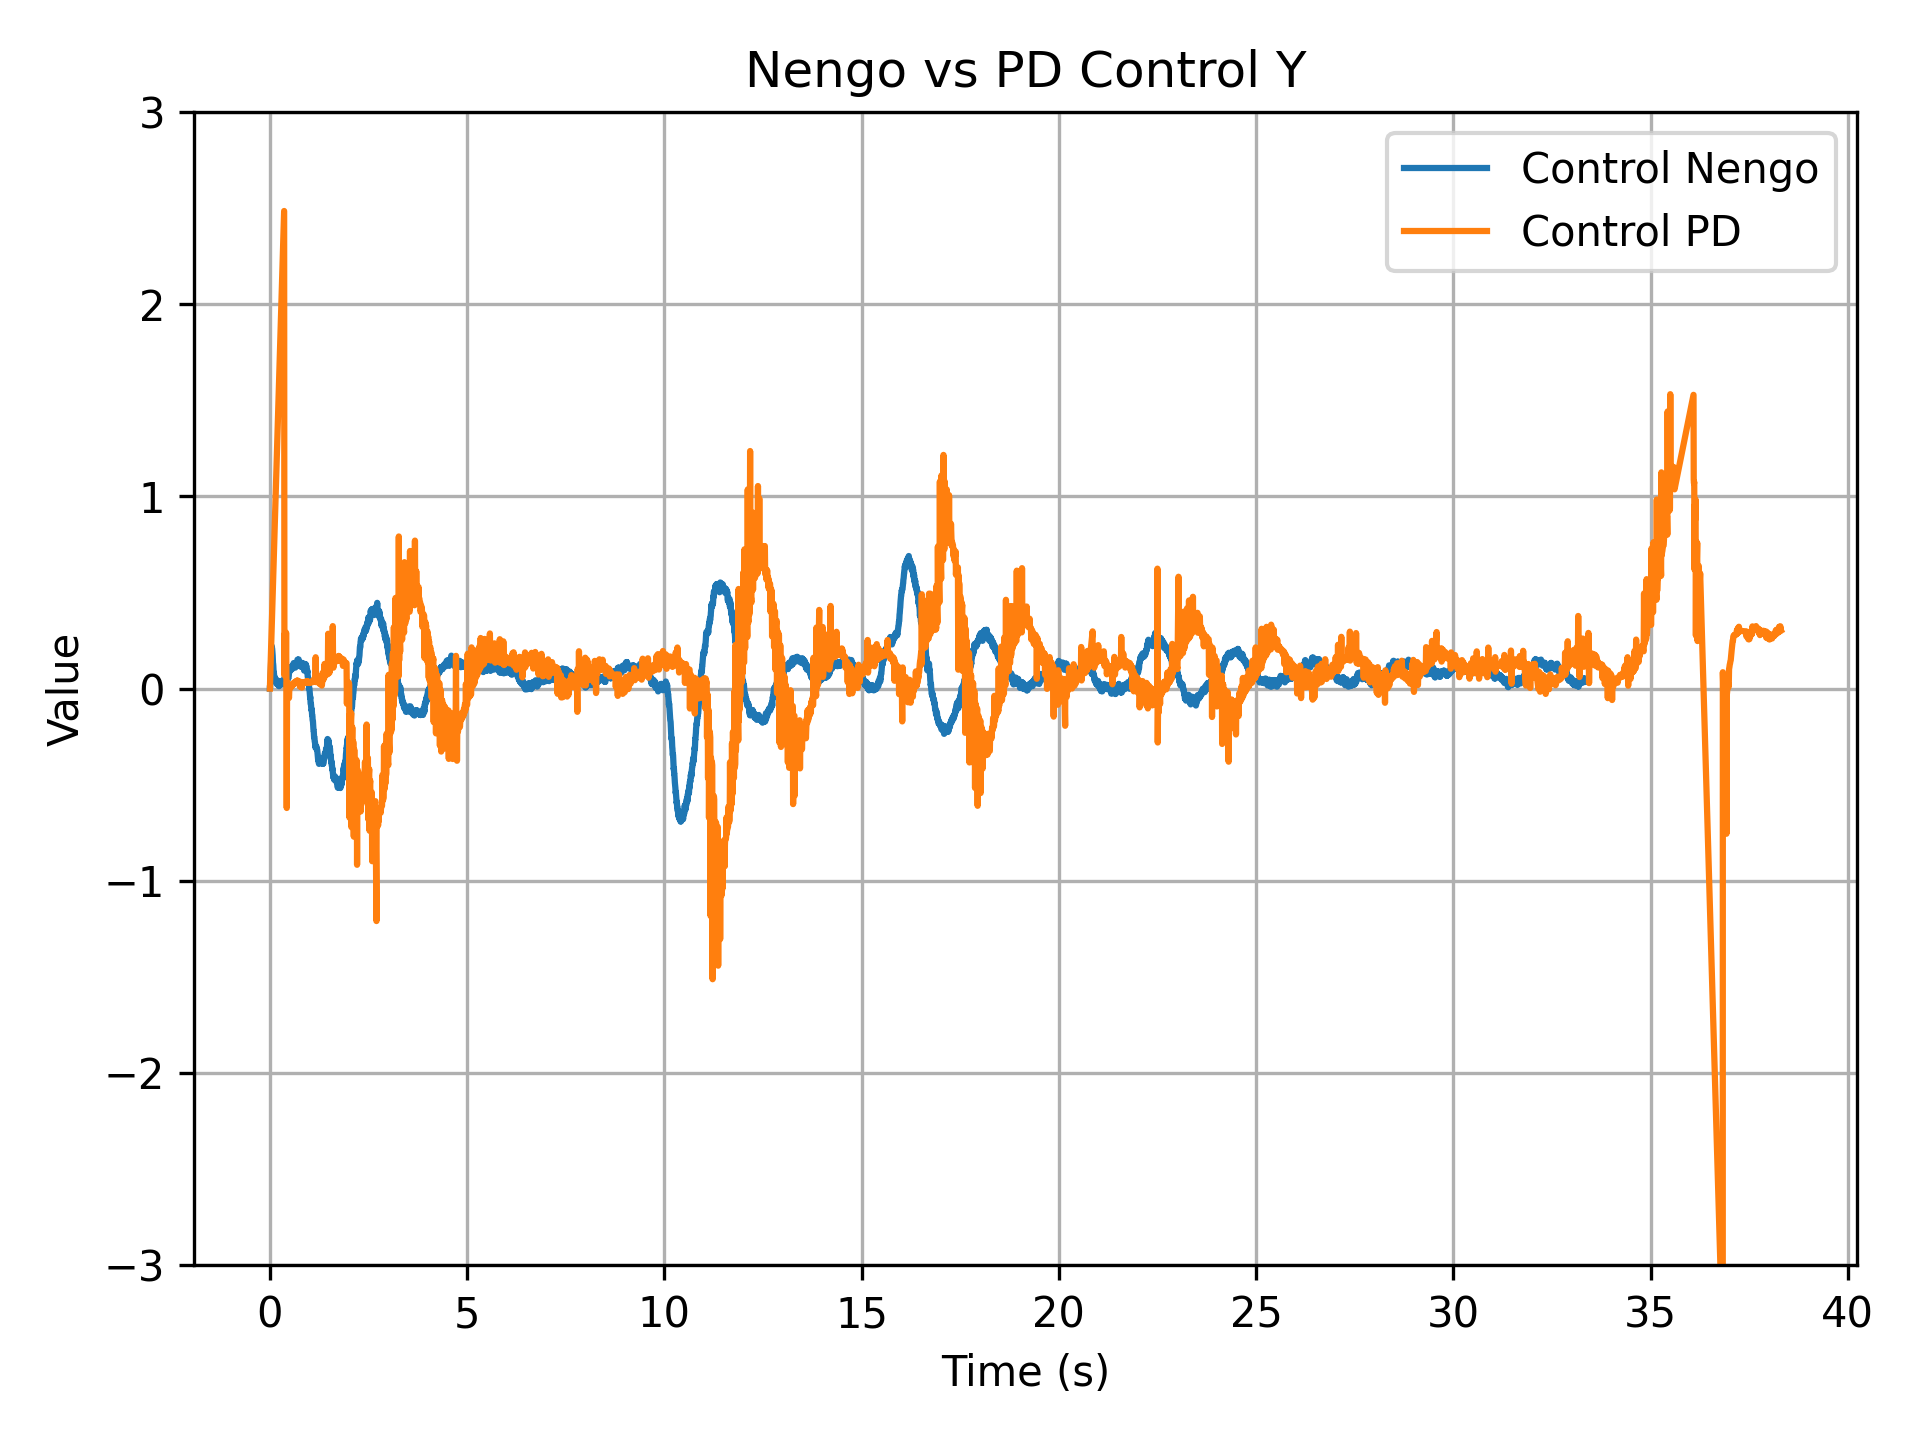 Nengo vs PD Control Y
3
2
1
0
−1
−2
−3
Value
Control Nengo
Control PD
0 5 10 15 20 25 30 35 40
Time (s)